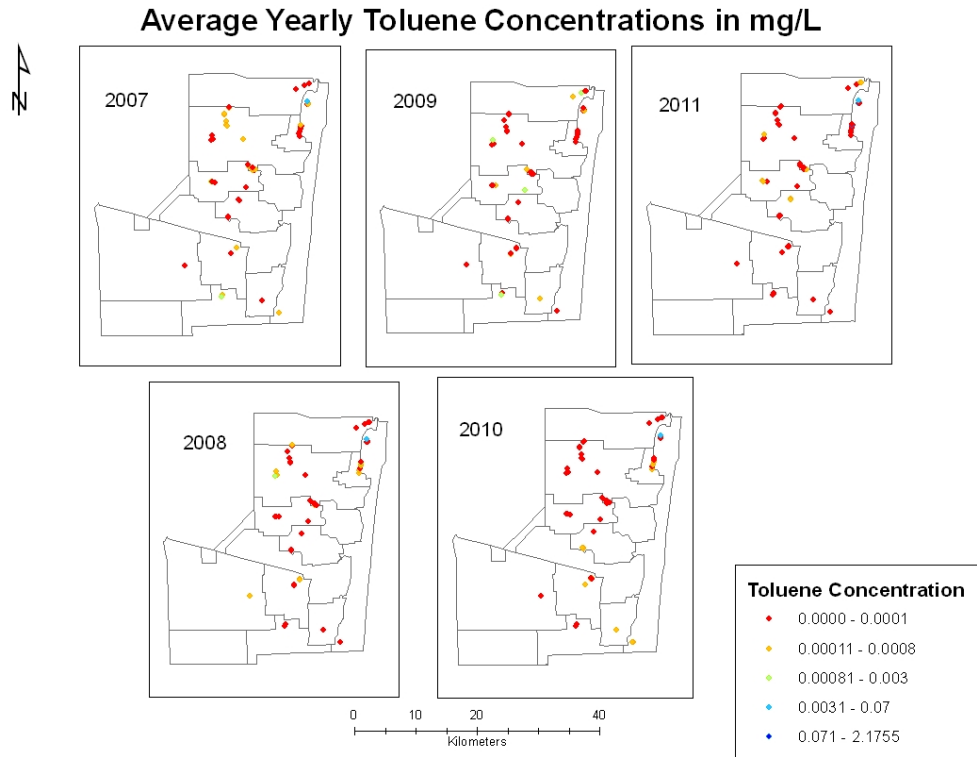 Average Yearly Toluene Concentrations in mg/L
N
2007
2009
2011
2008
2010
Toluene Concentration
0.0000 - 0.0001
0.00011 - 0.0008
0.00081 - 0.003
0.0031 - 0.07
0.071 - 2.1755
0 10 20 40
Kilometers